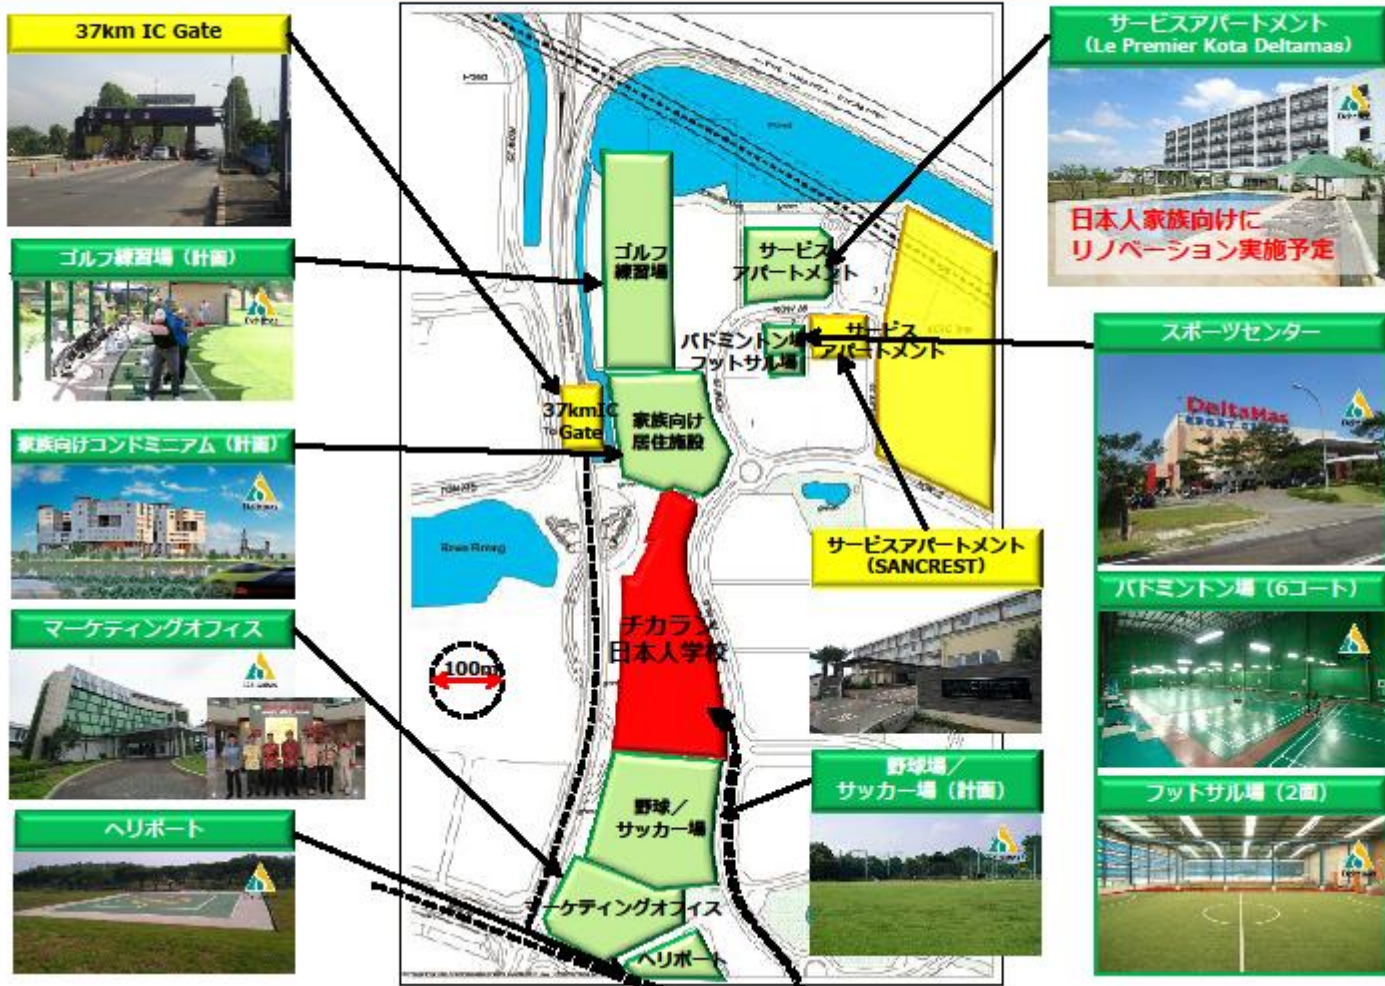 37km IC Gate
ゴルフ練習場（計画）
Deltamas
家族向けコンドミニアム（計画）
Deltamas
マーケティングオフィス
ヘリポート
Deltamas
ゴルフ
練習場
サービス
アパートメント
バドミントン場
フットサル場
サービス
アパートメント
37kmIC
To
Gate
家族向け
居住施設
Rawa Binong
チカラン
日本人学校
100m
野球／
サッカー場
マーケティングオフィス
ヘリポート
サービスアパートメント
（SANCREST）
野球場／
サッカー場（計画）
サービスアパートメント
（Le Premier Kota Deltamas）
Deltamas
日本人家族向けに
リノベーション実施予定
スポーツセンター
DeltaMas
SPORT CENTER
バドミントン場（6コート）
フットサル場（2面）